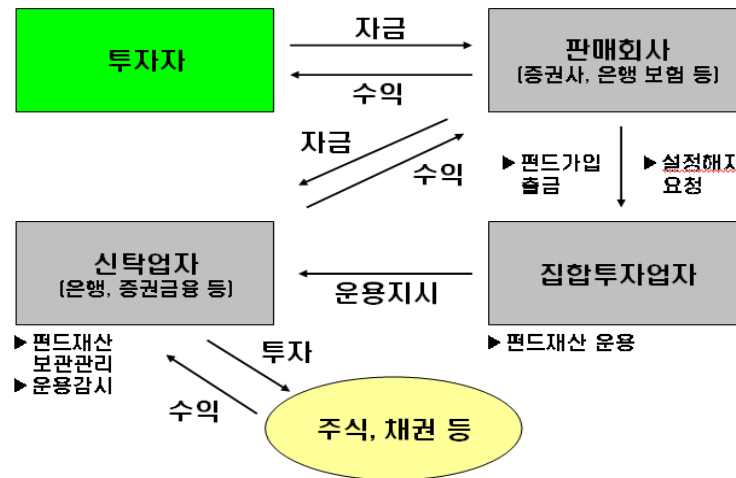 투자자
자금
수익
판매회사
(증권사, 은행 보험 등)
자금
수익
▶ 펀드가입
출금
▶ 설정해지
요청
신탁업자
(은행, 증권금융 등)
운용지시
집합투자업자
▶ 펀드재산
보관관리
▶ 운용감시
▶ 펀드재산 운용
투자
수익
주식, 채권 등